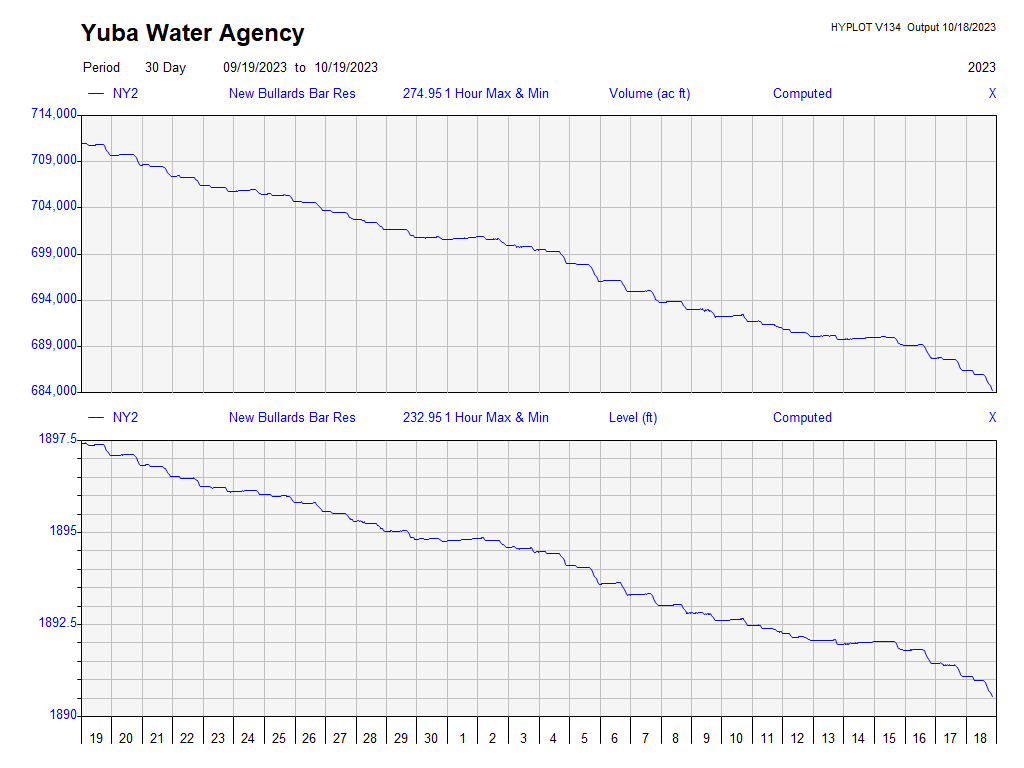 Yuba Water Agency
HYPLOT V134 Output 10/18/2023
Period 30 Day 09/19/2023 to 10/19/2023 2023
NY2 New Bullards Bar Res 274.95 1 Hour Max & Min Volume (ac ft) Computed X
714,000
709,000
704,000
699,000
694,000
689,000
684,000
NY2 New Bullards Bar Res 232.95 1 Hour Max & Min Level (ft) Computed X
1897.5
1895
1892.5
1890
19 20 21 22 23 24 25 26 27 28 29 30 1 2 3 4 5 6 7 8 9 10 11 12 13 14 15 16 17 18